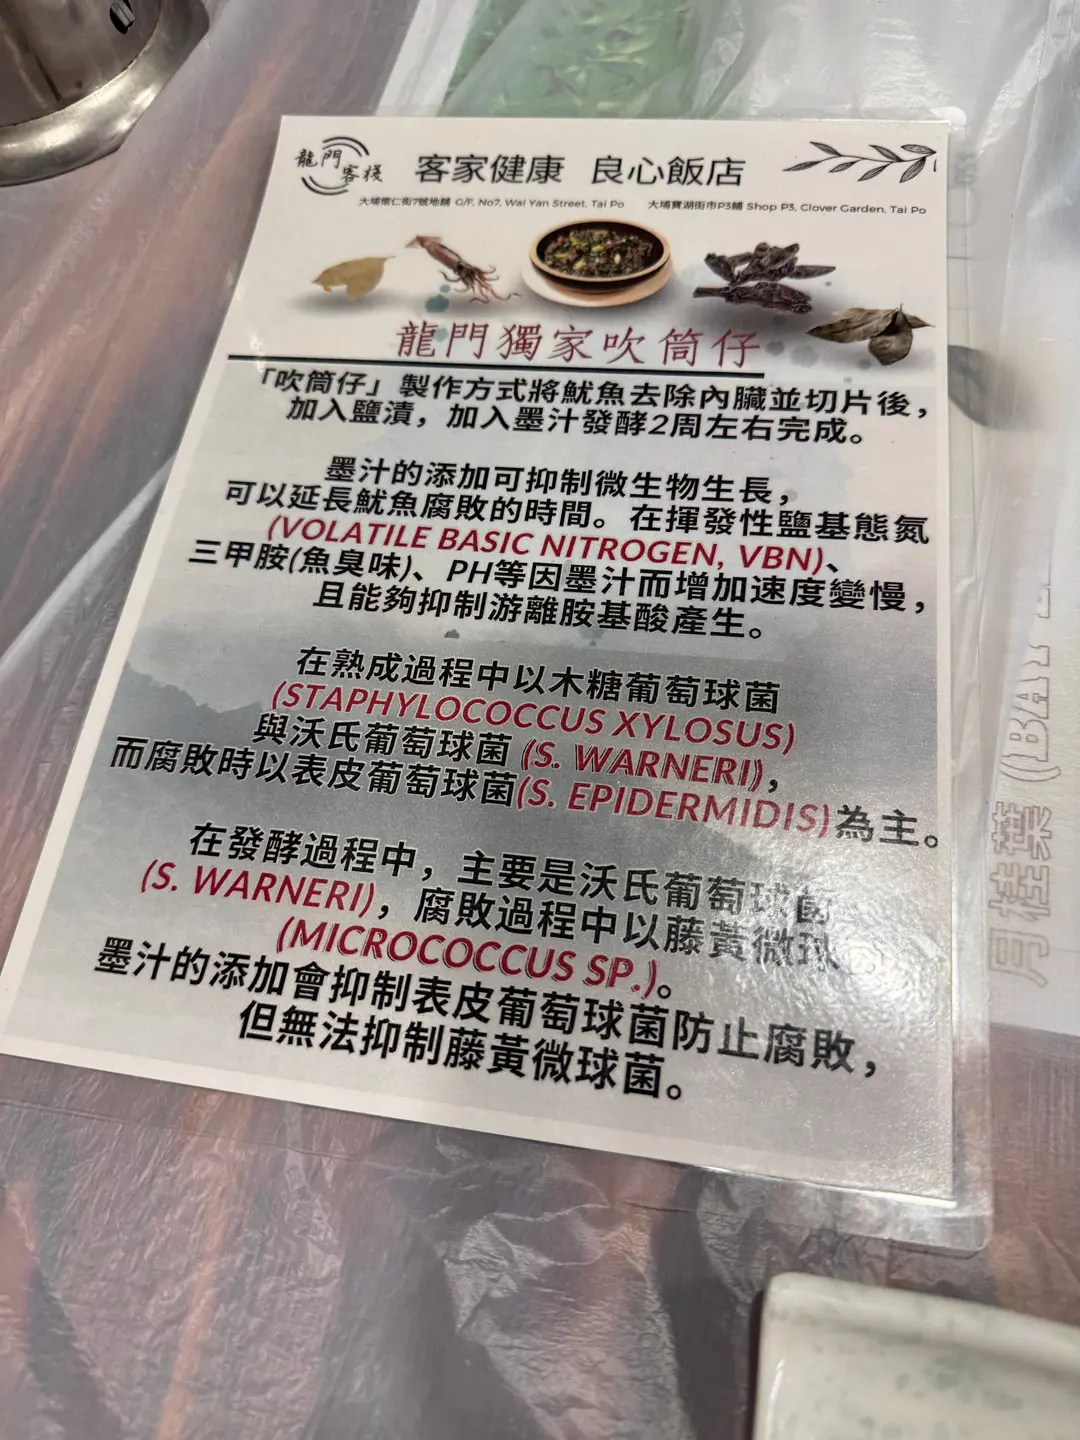 龍門
客棧
客家健康 良心飯店
大埔懷仁街7號地舖 G/F, No7, Wai Yan Street, Tai Po 大埔寶湖街市P3舖 Shop P3, Clover Garden, Tai Po
龍門獨家吹筒仔
「吹筒仔」製作方式將魷魚去除內臟並切片後，
加入鹽漬，加入墨汁發酵2周左右完成。
墨汁的添加可抑制微生物生長，
可以延長魷魚腐敗的時間。在揮發性鹽基態氮
(VOLATILE BASIC NITROGEN, VBN)、
三甲胺(魚臭味)、PH等因墨汁而增加速度變慢，
且能夠抑制游離胺基酸產生。
在熟成過程中以木糖葡萄球菌
(STAPHYLOCOCCUS XYLOSUS)
與沃氏葡萄球菌 (S. WARNERI)，
而腐敗時以表皮葡萄球菌(S. EPIDERMIDIS)為主。
在發酵過程中，主要是沃氏葡萄球菌
(S. WARNERI)，腐敗過程中以藤黃微球
(MICROCOCCUS SP.)。
墨汁的添加會抑制表皮葡萄球菌防止腐敗，
但無法抑制藤黃微球菌。
月桂葉 (BAY